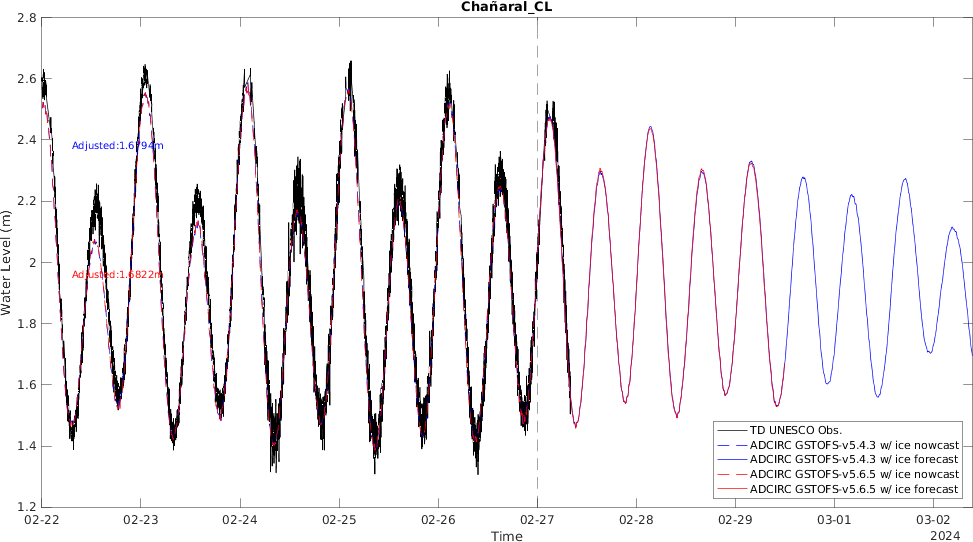 Chañaral_CL
2.8
2.6
2.4
2.2
2
1.8
1.6
1.4
1.2
Water Level (m)
Adjusted:1.6794m
Adjusted:1.6822m
TD UNESCO Obs.
ADCIRC GSTOFS-v5.4.3 w/ ice nowcast
ADCIRC GSTOFS-v5.4.3 w/ ice forecast
ADCIRC GSTOFS-v5.6.5 w/ ice nowcast
ADCIRC GSTOFS-v5.6.5 w/ ice forecast
02-22 02-23 02-24 02-25 02-26 02-27 02-28 02-29 03-01 03-02
Time
2024